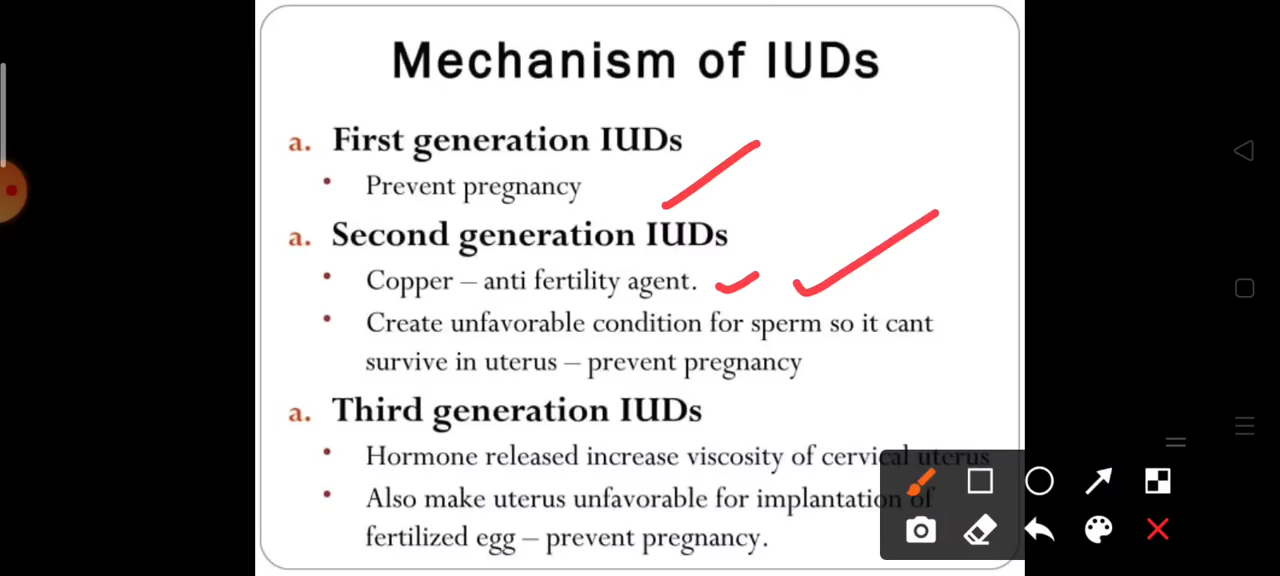 Mechanism of IUDs
a. First generation IUDs
• Prevent pregnancy
a. Second generation IUDs
• Copper – anti fertility agent.
• Create unfavorable condition for sperm so it cant
survive in uterus – prevent pregnancy
a. Third generation IUDs
• Hormone released increase viscosity of cervical uterus
• Also make uterus unfavorable for implantation of
fertilized egg – prevent pregnancy.